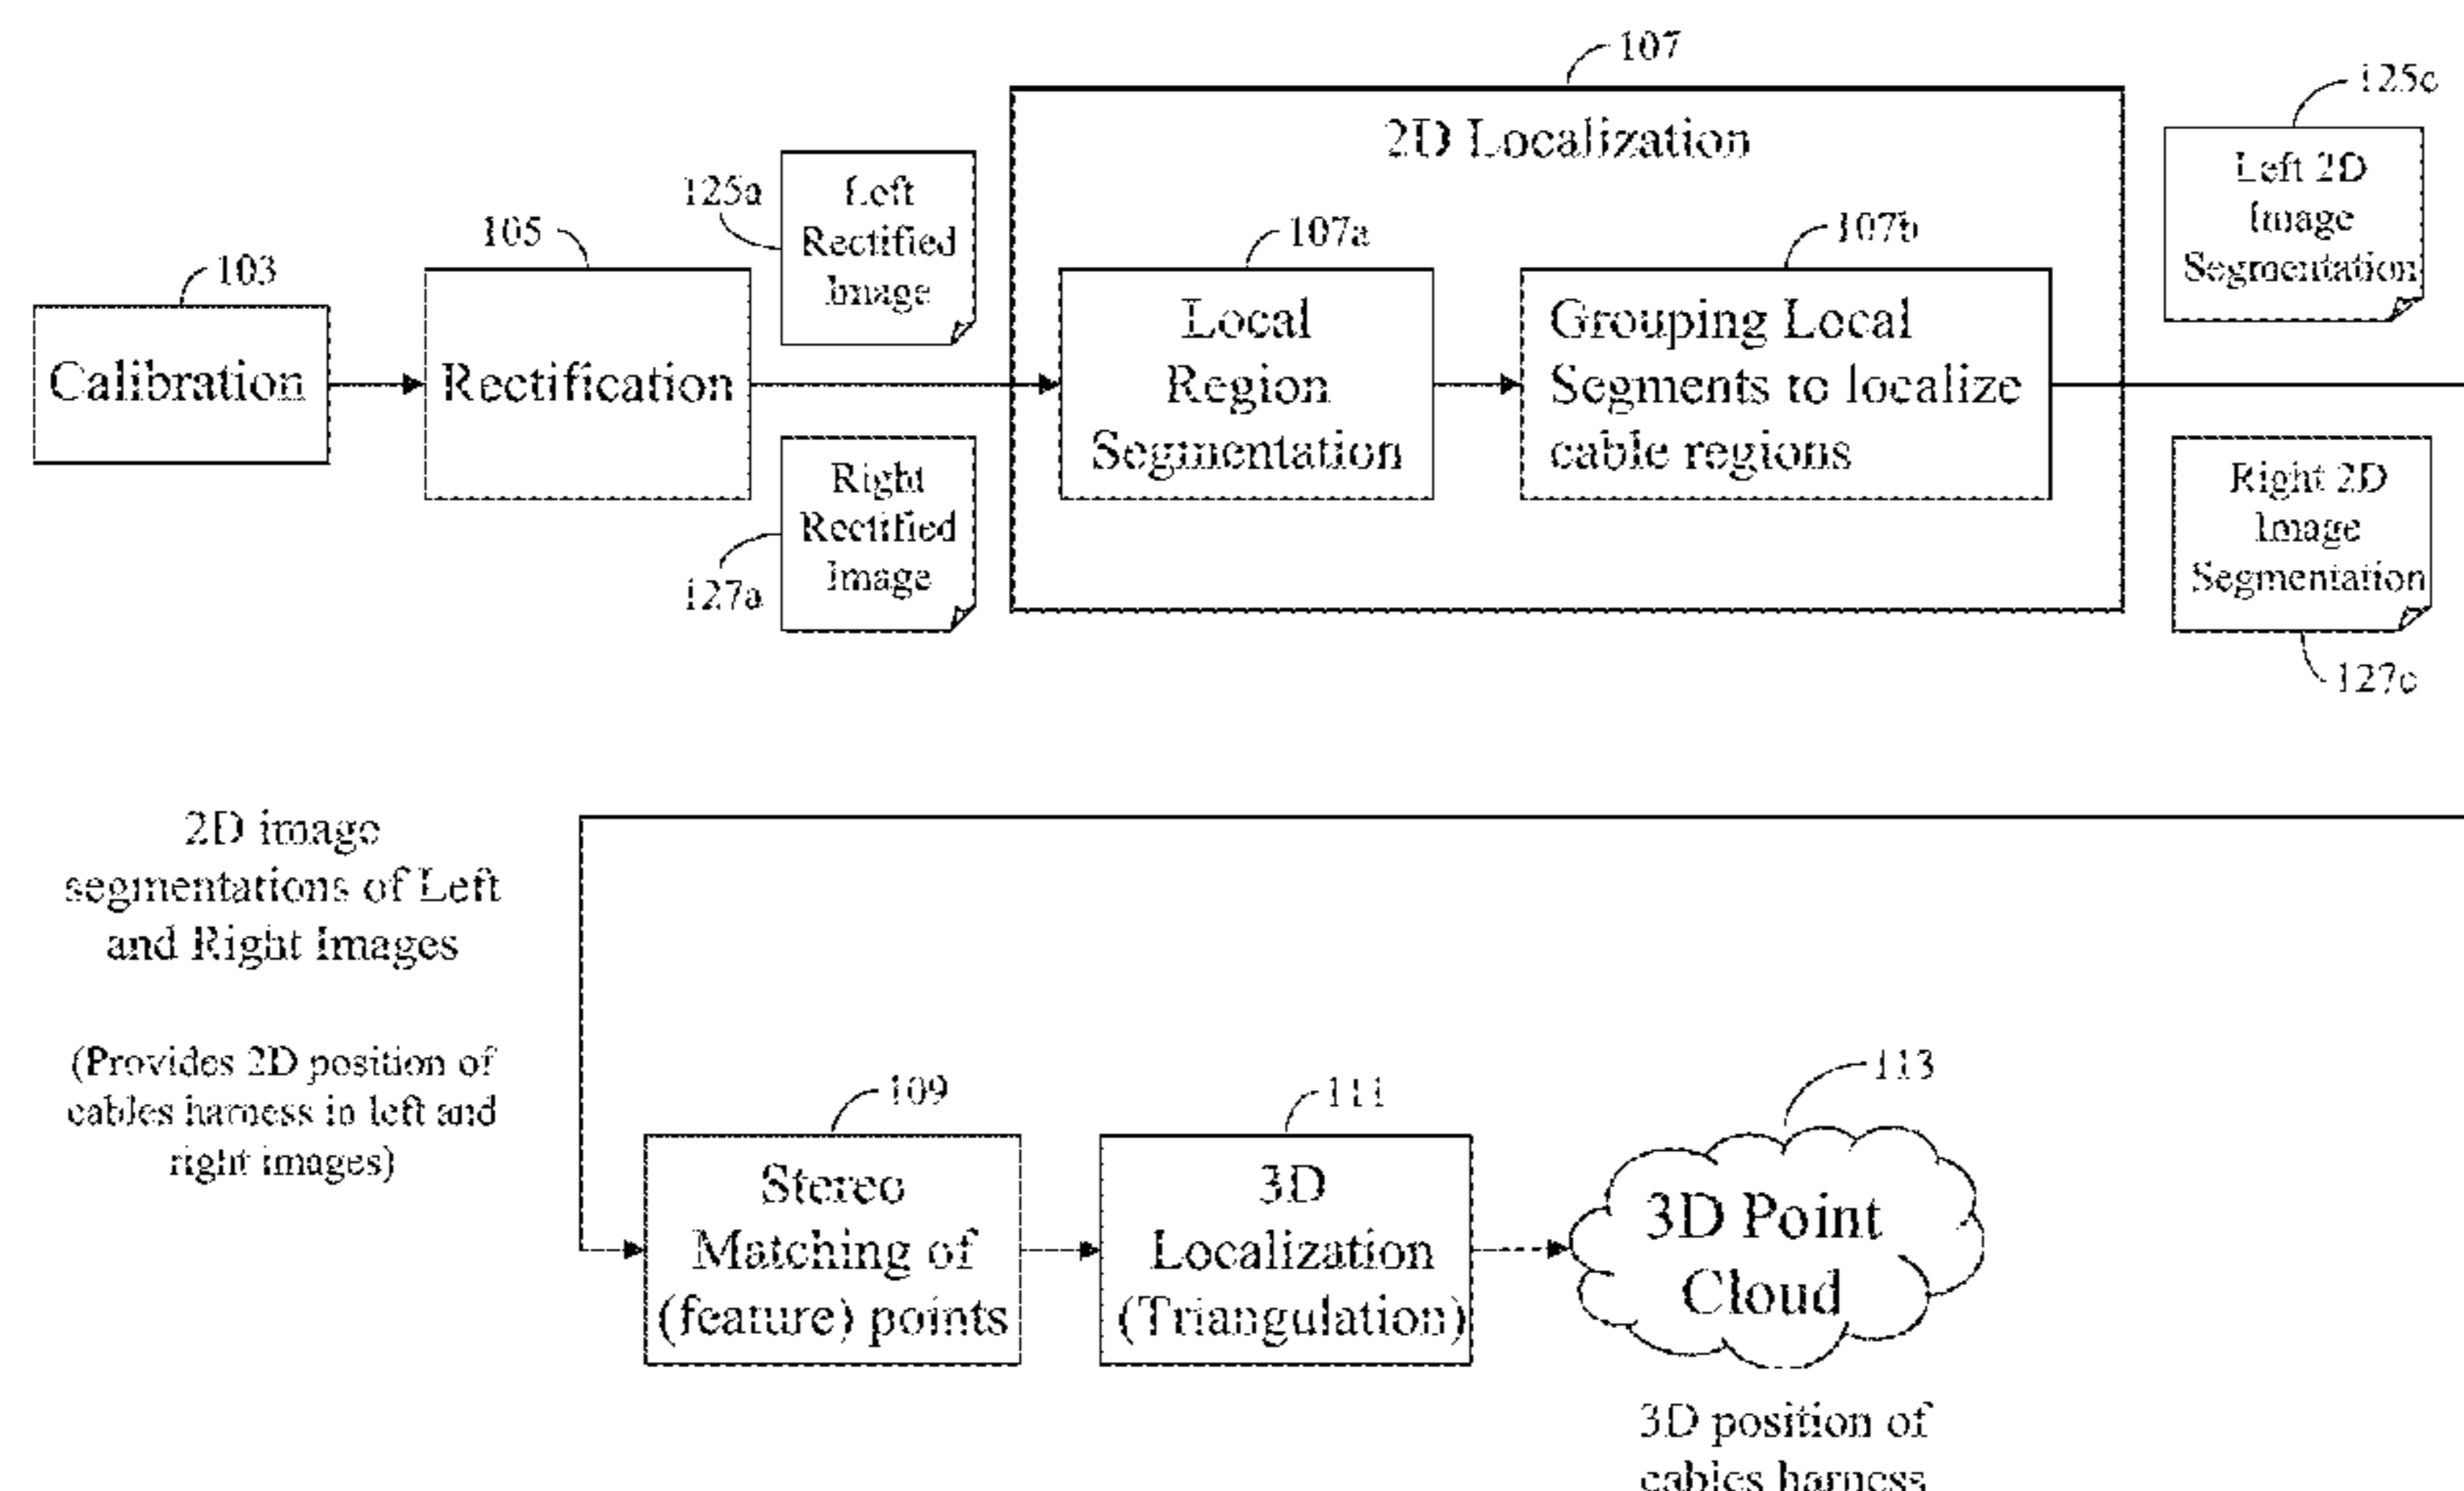 107
125c
2D Localization
Left 2D
Image
Segmentation
125a
Left
Rectified
Image
105
107a
107b
103
Calibration
Rectification
Local
Region
Segmentation
Grouping Local
Segments to localize
cable regions
Right
Rectified
Image
127a
Right 2D
Image
Segmentation
127c
2D image
segmentations of Left
and Right Images
(Provides 2D position of
cables harness in left and
right images)
109
111
113
Stereo
Matching of
(feature) points
3D
Localization
(Triangulation)
3D Point
Cloud
3D position of
cables harness